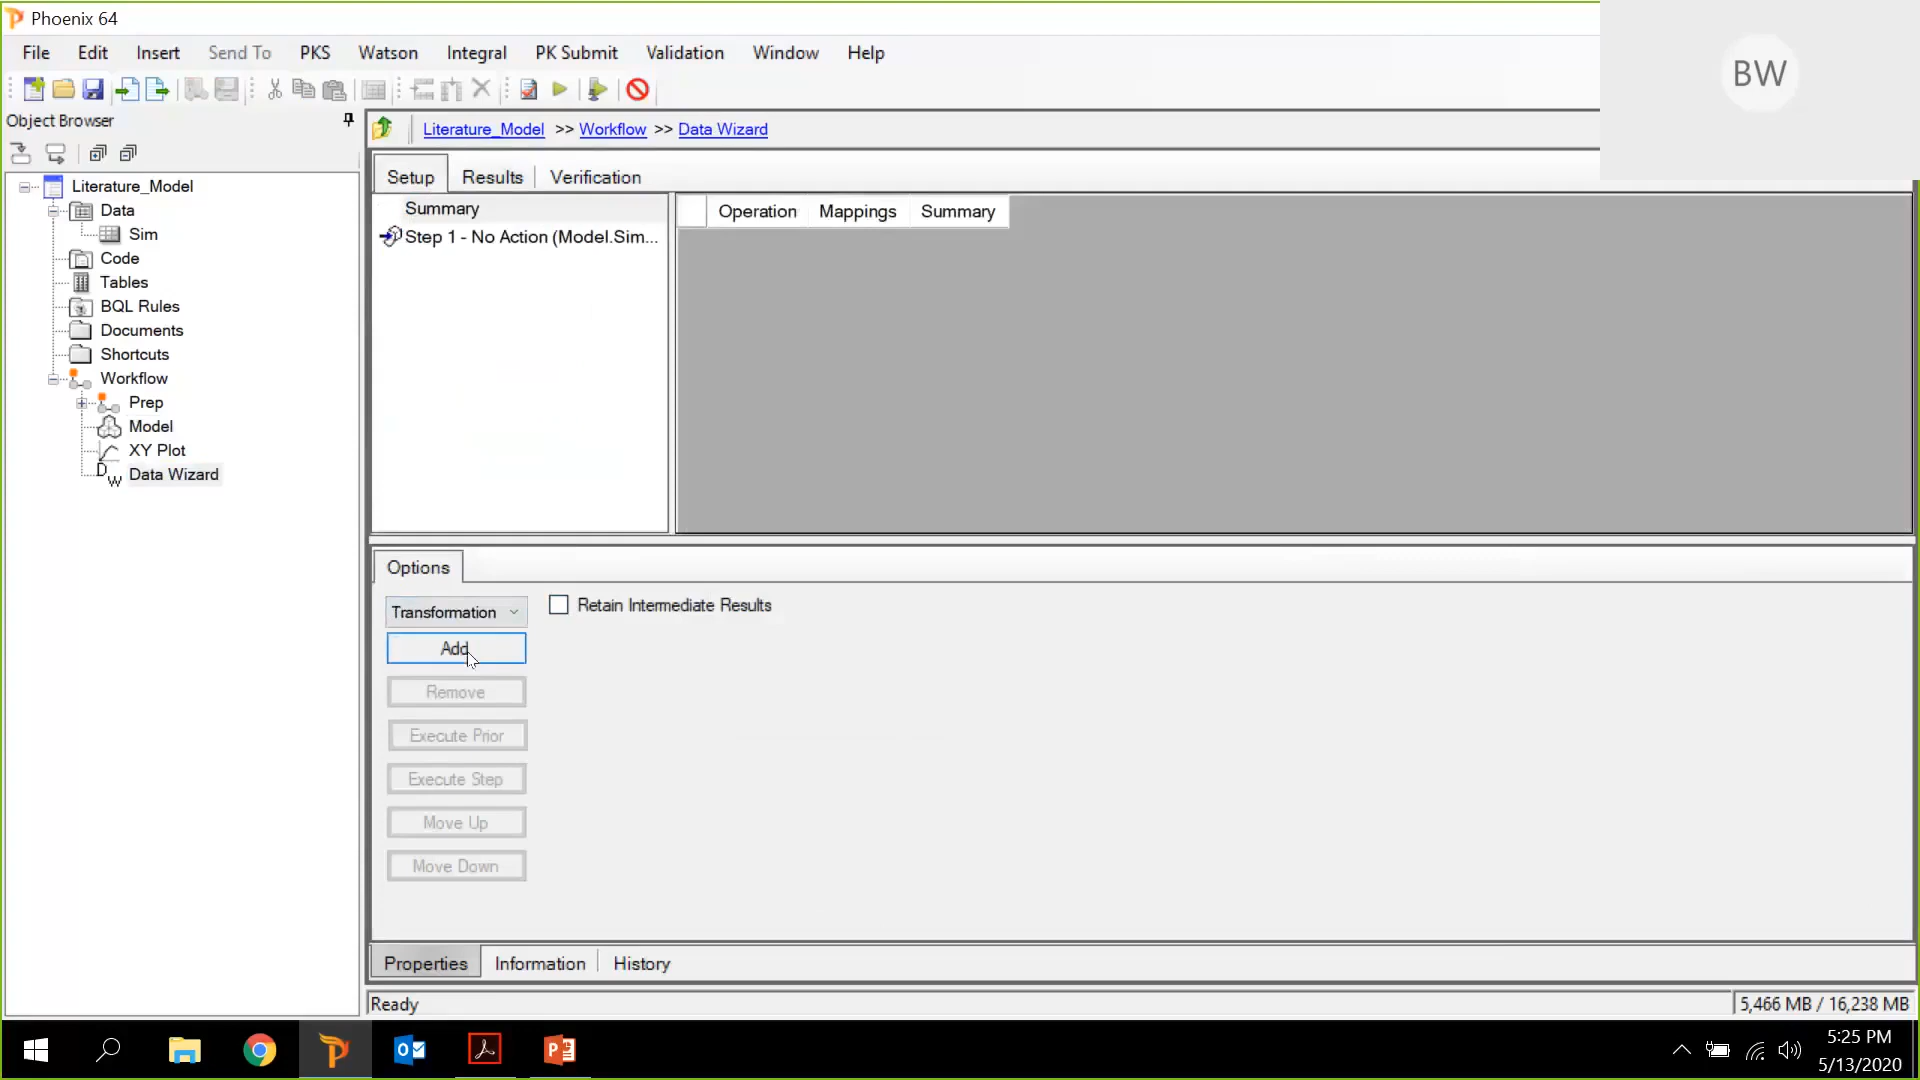 Phoenix 64
BW
File Edit Insert Send To PKS Watson Integral PK Submit Validation Window Help
Object Browser
Literature_Model >> Workflow >> Data Wizard
Setup Results Verification
Literature_Model
Data
Sim
Code
Tables
BQL Rules
Documents
Shortcuts
Workflow
Prep
Model
XY Plot
Data Wizard
Summary
Step 1 - No Action (Model.Sim...
Operation Mappings Summary
Options
Transformation
Retain Intermediate Results
Add
Remove
Execute Prior
Execute Step
Move Up
Move Down
Properties Information History
Ready
5,466 MB / 16,238 MB
5:25 PM
5/13/2020